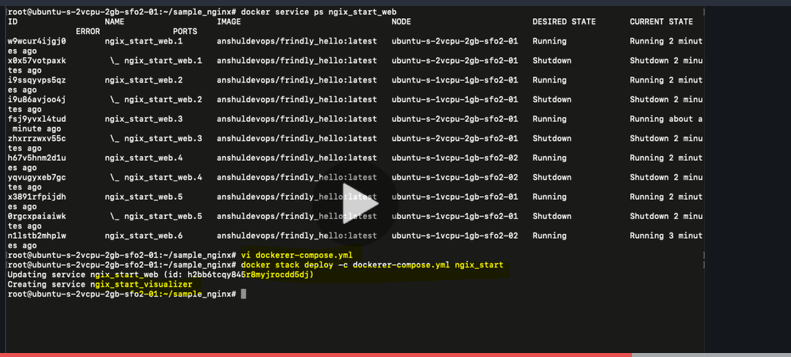 root@ubuntu-s-2vcpu-2gb-sfo2-01:~/sample_nginx# docker service ps ngix_start_web
ID NAME IMAGE NODE DESIRED STATE CURRENT STATE
ERROR PORTS
w9wcur4ijgj0 ngix_start_web.1 anshuldevops/frindly_hello:latest ubuntu-s-2vcpu-2gb-sfo2-01 Running Running 2 minut
es ago
x0x57votpaxk \_ ngix_start_web.1 anshuldevops/frindly_hello:latest ubuntu-s-2vcpu-2gb-sfo2-01 Shutdown Shutdown 2 minu
tes ago
i9ssqyvps5qz ngix_start_web.2 anshuldevops/frindly_hello:latest ubuntu-s-1vcpu-1gb-sfo2-01 Running Running 2 minut
es ago
i9u86avjoo4j \_ ngix_start_web.2 anshuldevops/frindly_hello:latest ubuntu-s-1vcpu-1gb-sfo2-01 Shutdown Shutdown 2 minu
tes ago
fsj9yvxl4tud ngix_start_web.3 anshuldevops/frindly_hello:latest ubuntu-s-2vcpu-2gb-sfo2-01 Running Running about a
minute ago
zhxrrzwxv55c \_ ngix_start_web.3 anshuldevops/frindly_hello:latest ubuntu-s-2vcpu-2gb-sfo2-01 Shutdown Shutdown 2 minu
tes ago
h67v5hnm2d1u ngix_start_web.4 anshuldevops/frindly_hello:latest ubuntu-s-1vcpu-1gb-sfo2-02 Running Running 2 minut
es ago
yqvugyxeb7gc \_ ngix_start_web.4 anshuldevops/frindly_hello:latest ubuntu-s-1vcpu-1gb-sfo2-02 Shutdown Shutdown 2 minu
tes ago
x3891rfpijdh ngix_start_web.5 anshuldevops/frindly_hello:latest ubuntu-s-1vcpu-1gb-sfo2-01 Running Running 2 minut
es ago
0rgcxpaiaiwk \_ ngix_start_web.5 anshuldevops/frindly_hello:latest ubuntu-s-1vcpu-1gb-sfo2-01 Shutdown Shutdown 2 minu
tes ago
n1lstb2mhplw ngix_start_web.6 anshuldevops/frindly_hello:latest ubuntu-s-1vcpu-1gb-sfo2-02 Running Running 3 minut
es ago
root@ubuntu-s-2vcpu-2gb-sfo2-01:~/sample_nginx# vi dockerer-compose.yml
root@ubuntu-s-2vcpu-2gb-sfo2-01:~/sample_nginx# docker stack deploy -c dockerer-compose.yml ngix_start
Updating service ngix_start_web (id: h2bb6tcqy845r8myjrocdd5dj)
Creating service ngix_start_visualizer
root@ubuntu-s-2vcpu-2gb-sfo2-01:~/sample_nginx#